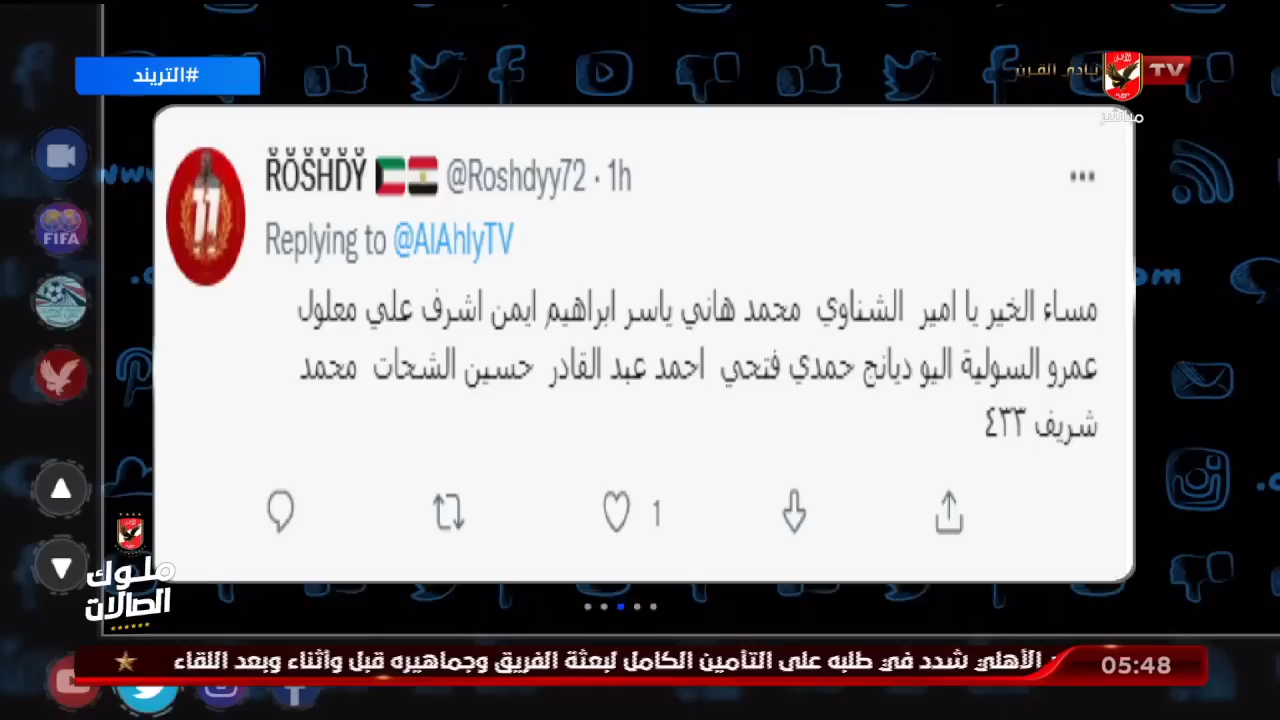 #التريند
نادي القرن
TV
مباشر
ROSHDY @Roshdyy72 · 1h
Replying to @AlAhlyTV
مساء الخير يا امير الشناوي محمد هاني ياسر ابراهيم ايمن اشرف علي معلول
عمرو السولية اليو ديانج حمدي فتحي احمد عبد القادر حسين الشحات محمد
شريف ٤٣٣
1
FIFA
ملوك
الصالات
الأهلي شدد في طلبه على التأمين الكامل لبعثة الفريق وجماهيره قبل وأثناء وبعد اللقاء
05:48